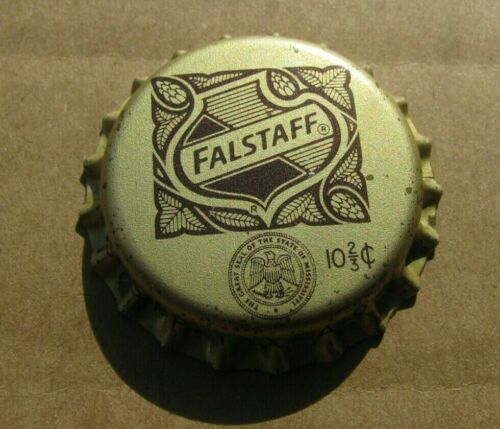 FALSTAFF®
®
THE GREAT SEAL OF THE STATE OF MISSISSIPPI
10 2/3 ¢